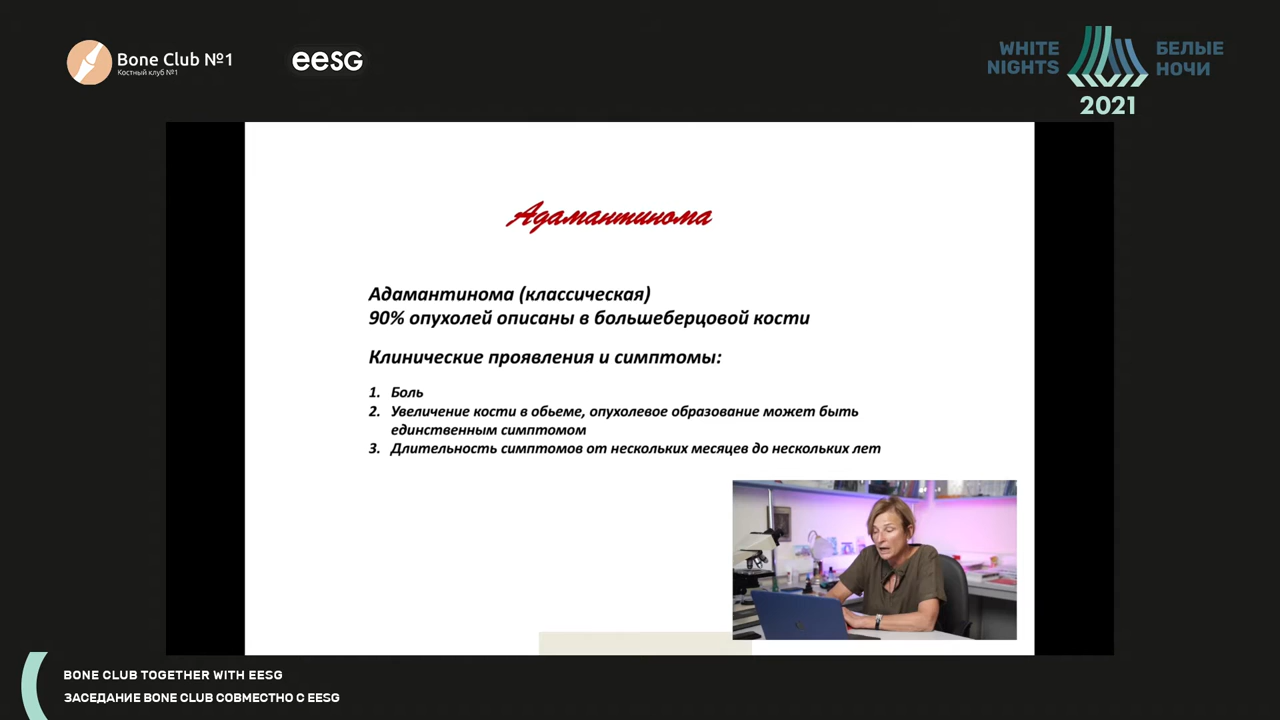 Bone Club №1
Костный клуб №1
eesg
WHITE
NIGHTS
БЕЛЫЕ
НОЧИ
2021
Адамантинома
Адамантинома (классическая)
90% опухолей описаны в большеберцовой кости
Клинические проявления и симптомы:
1. Боль
2. Увеличение кости в обьеме, опухолевое образование может быть
единственным симптомом
3. Длительность симптомов от нескольких месяцев до нескольких лет
BONE CLUB TOGETHER WITH EESG
ЗАСЕДАНИЕ BONE CLUB СОВМЕСТНО С EESG